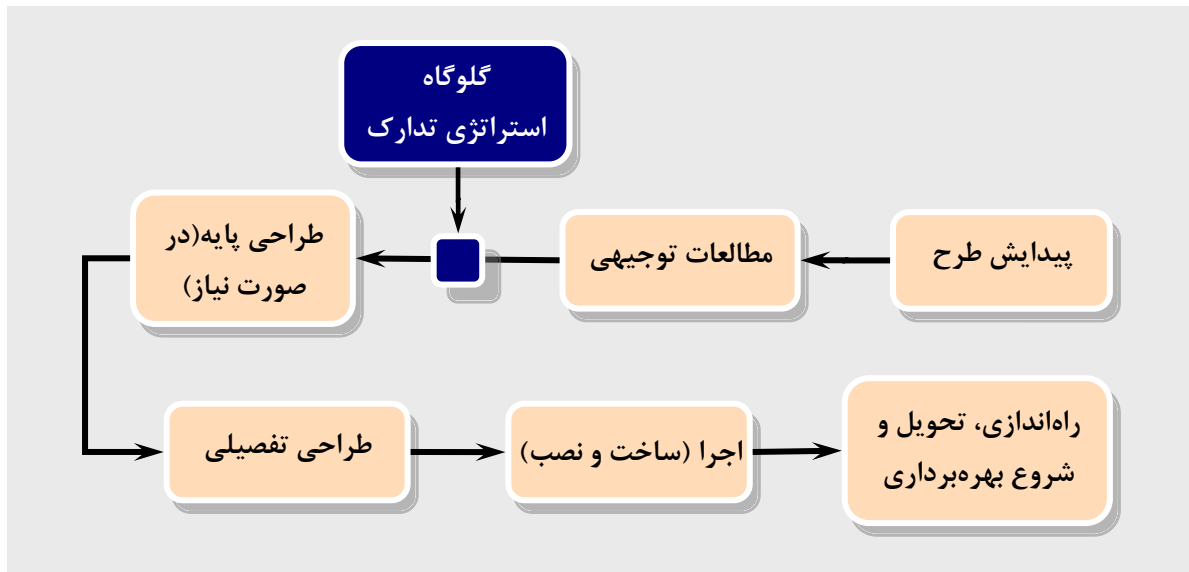 گلوگاه
استراتژی تدارک
پیدایش طرح
مطالعات توجیهی
طراحی پایه(در
صورت نیاز)
طراحی تفصیلی
اجرا (ساخت و نصب)
راه‌اندازی، تحویل و
شروع بهره‌برداری